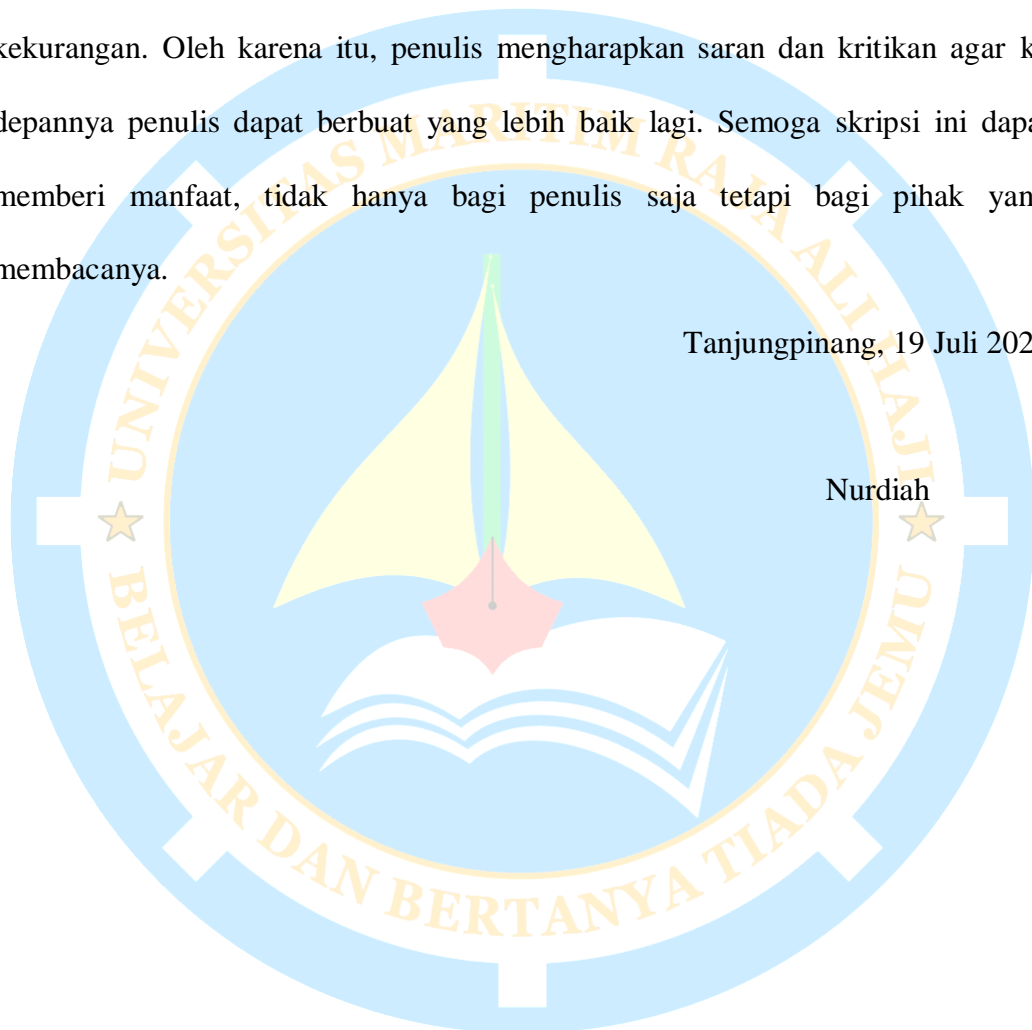 kekurangan. Oleh karena itu, penulis mengharapkan saran dan kritikan agar k
depannya penulis dapat berbuat yang lebih baik lagi. Semoga skripsi ini dapa
memberi manfaat, tidak hanya bagi penulis saja tetapi bagi pihak yan
membacanya.
Tanjungpinang, 19 Juli 202
Nurdiah
UNIVERSITAS MARITIM RAJA ALI HAJI
BELAJAR DAN BERTANYA TIADA JEMU